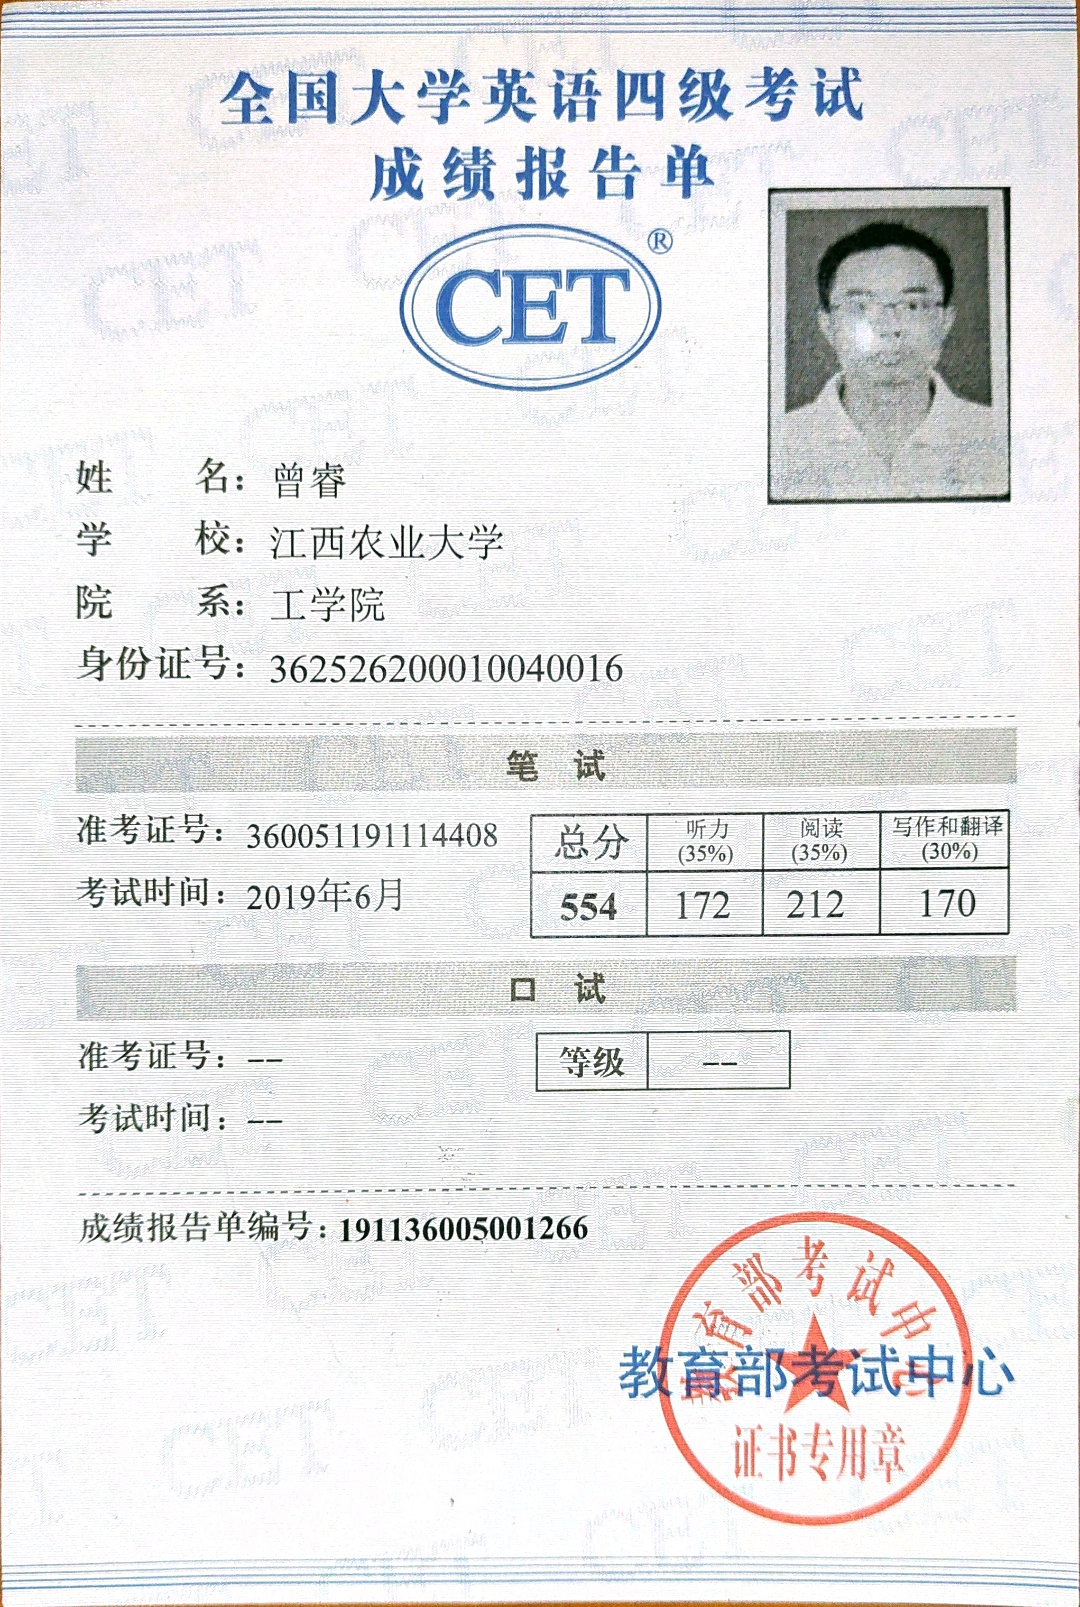 全国大学英语四级考试
成绩报告单
CET®
姓名：曾睿
学校：江西农业大学
院系：工学院
身份证号：362526200010040016
笔试
准考证号：360051191114408
考试时间：2019年6月
总分 听力(35%) 阅读(35%) 写作和翻译(30%)
554 172 212 170
口试
准考证号：--
等级 --
考试时间：--
成绩报告单编号：191136005001266
教育部考试中心
教育部考试中心
证书专用章